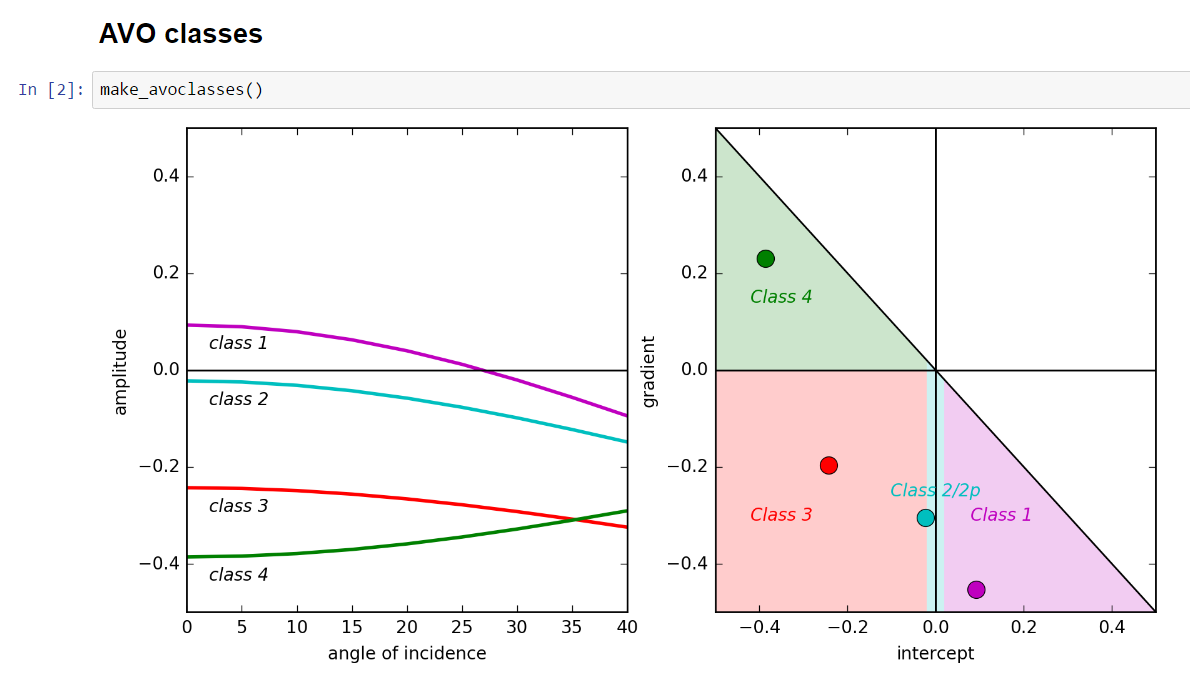 AVO classes
In [2]: make_avoclasses()
0.4
0.2
0.0
−0.2
−0.4
amplitude
class 1
class 2
class 3
class 4
0 5 10 15 20 25 30 35 40
angle of incidence
0.4
0.2
0.0
−0.2
−0.4
gradient
Class 4
Class 2/2p
Class 3
Class 1
−0.4 −0.2 0.0 0.2 0.4
intercept